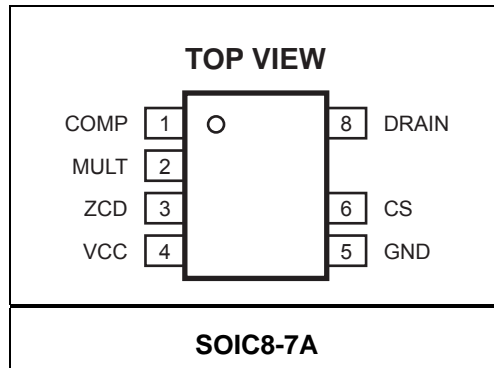 TOP VIEW
COMP 1 8 DRAIN
MULT 2
ZCD 3 6 CS
VCC 4 5 GND
SOIC8-7A